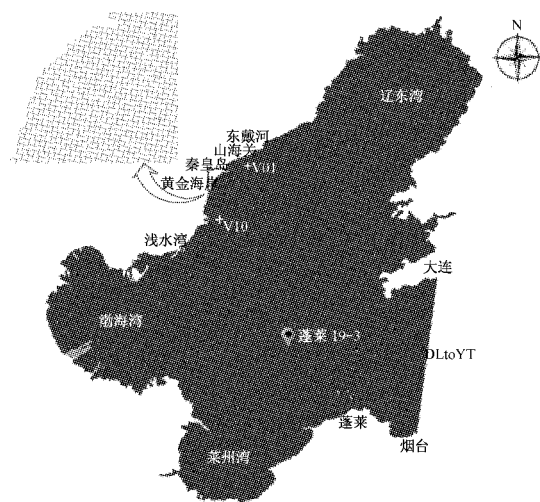 N
辽东湾
东戴河
山海关
秦皇岛
V01
黄金海岸
V10
浅水湾
大连
渤海湾
蓬莱 19-3
DLtoYT
蓬莱
烟台
莱州湾